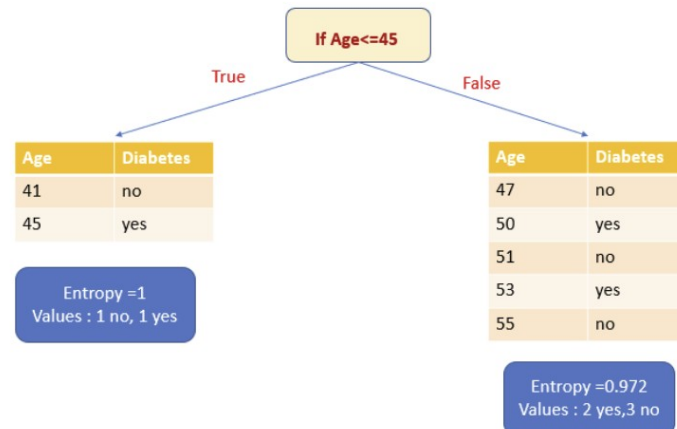 If Age<=45
True
False
Age Diabetes
41 no
45 yes
Entropy =1
Values : 1 no, 1 yes
Age Diabetes
47 no
50 yes
51 no
53 yes
55 no
Entropy =0.972
Values : 2 yes,3 no